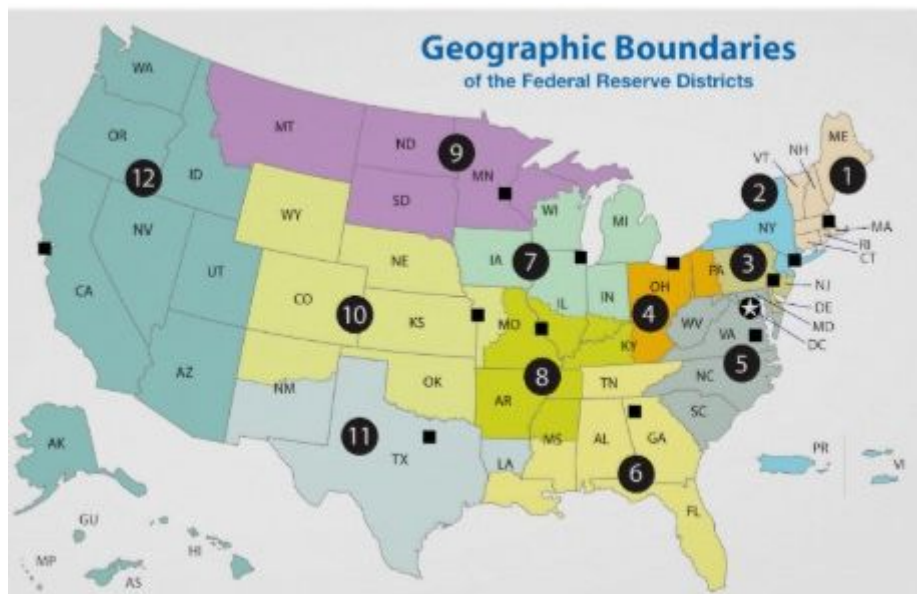 Geographic Boundaries
of the Federal Reserve Districts
WA
MT
ND
9
MN
OR
ID
12
SD
WI
MI
VT
NH
ME
1
2
NY
MA
RI
CT
WY
NV
UT
CA
NE
IA
7
IL
IN
OH
4
PA
3
NJ
DE
MD
DC
CO
10
KS
MO
KY
WV
VA
5
AZ
NM
OK
8
AR
TN
NC
SC
11
TX
LA
MS
AL
GA
6
FL
AK
GU
MP
AS
HI
PR
VI